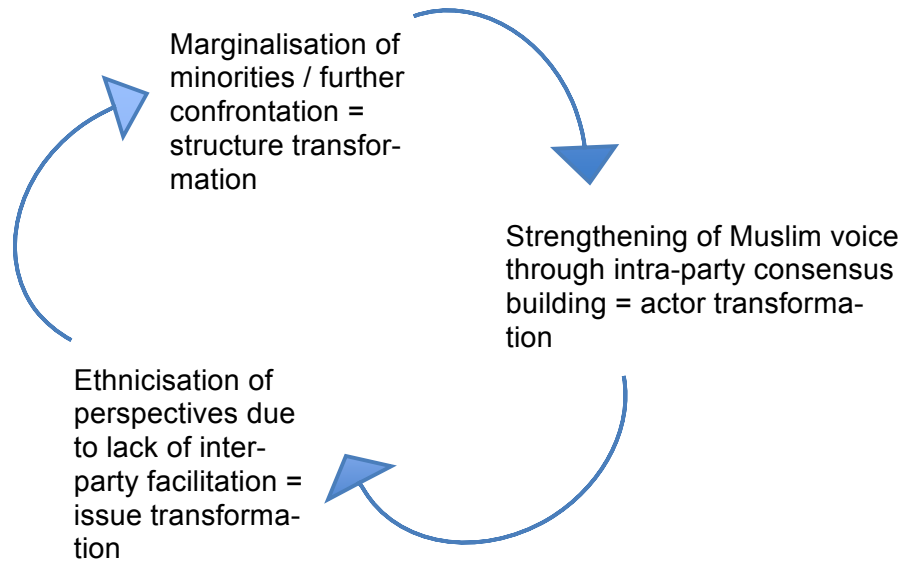 Marginalisation of
minorities / further
confrontation =
structure transfor-
mation
Strengthening of Muslim voice
through intra-party consensus
building = actor transforma-
tion
Ethnicisation of
perspectives due
to lack of inter-
party facilitation =
issue transforma-
tion